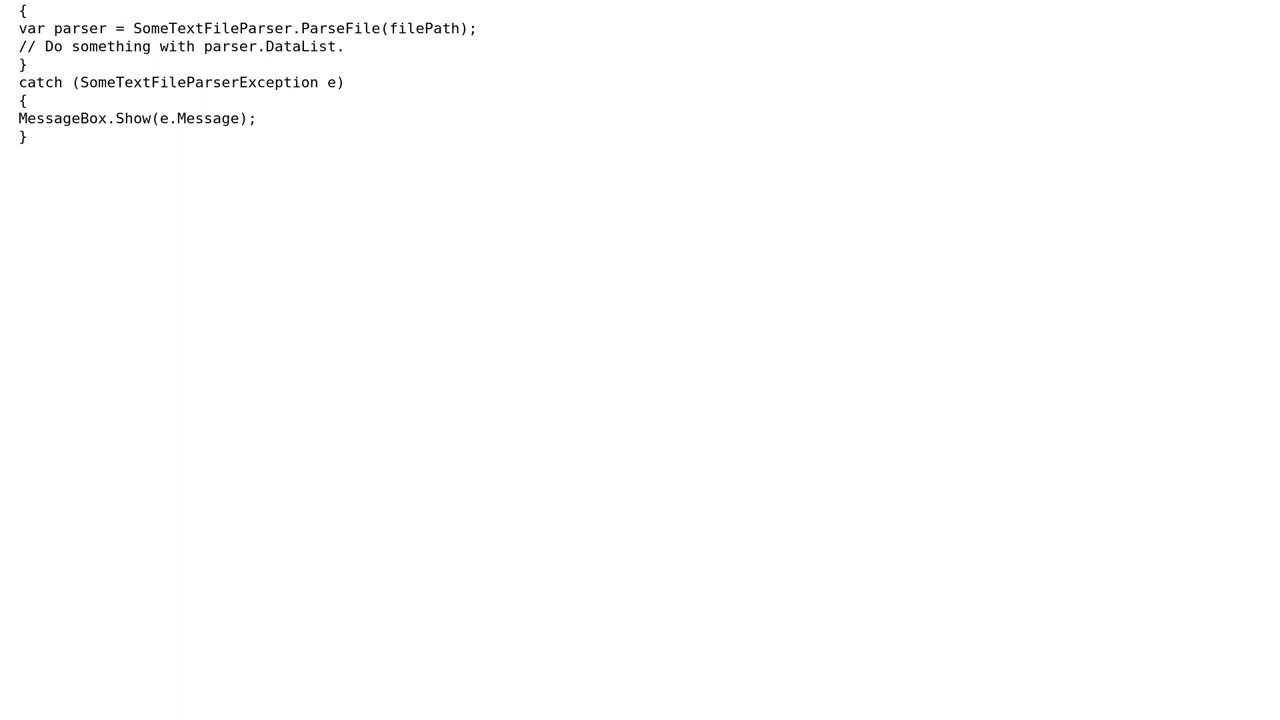 {
var parser = SomeTextFileParser.ParseFile(filePath);
// Do something with parser.DataList.
}
catch (SomeTextFileParserException e)
{
MessageBox.Show(e.Message);
}